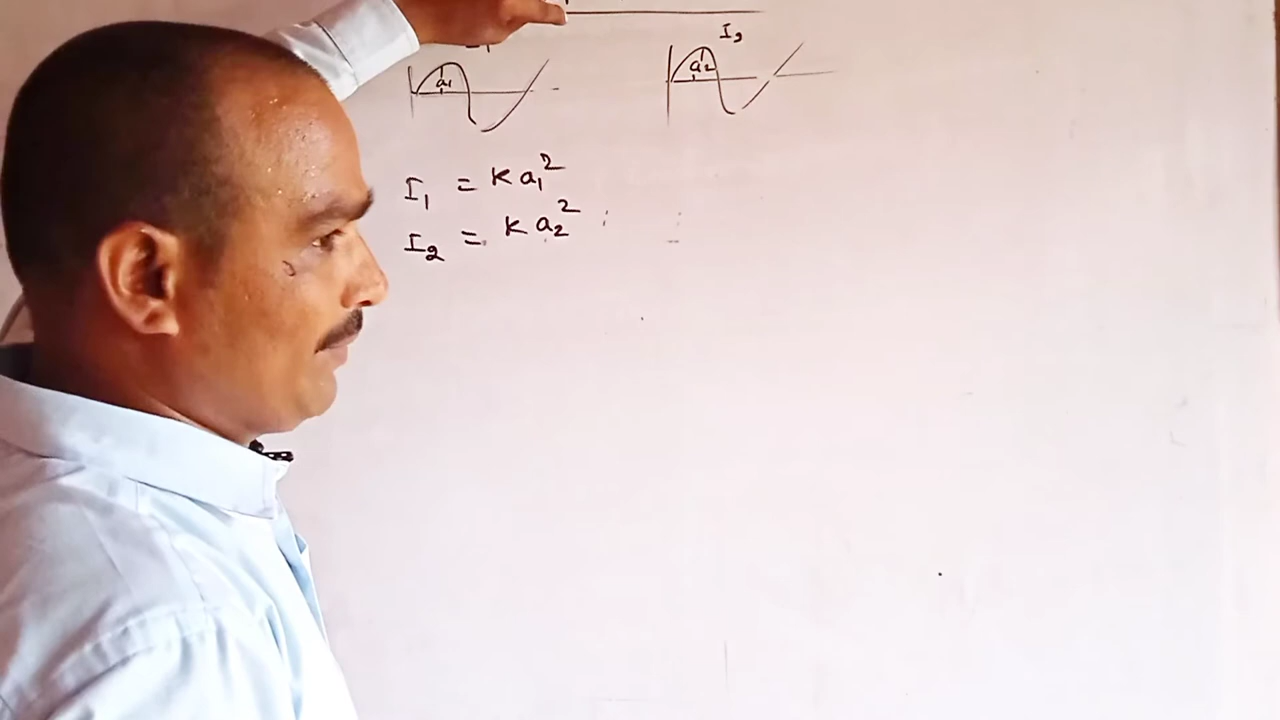 I₂
a₁ a₂
I₁ = K a₁²
I₂ = K a₂²